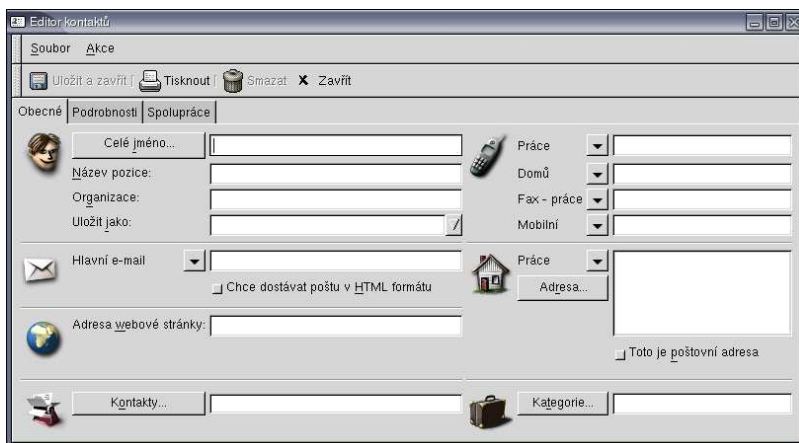 Editor kontaktů
Soubor Akce
Uložit a zavřít Tisknout Smazat Zavřít
Obecné Podrobnosti Spolupráce
Celé jméno...
Název pozice:
Organizace:
Uložit jako:
Práce
Domů
Fax - práce
Mobilní
Hlavní e-mail
Chce dostávat poštu v HTML formátu
Práce
Adresa...
Toto je poštovní adresa
Adresa webové stránky:
Kontakty...
Kategorie...